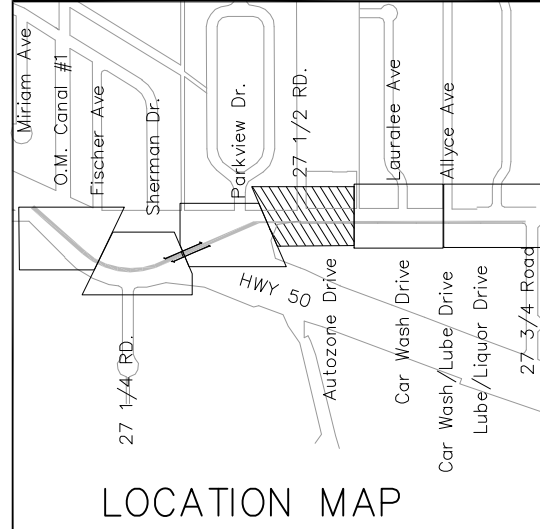 Miriam Ave
O.M. Canal #1
Fischer Ave
Sherman Dr.
Parkview Dr.
27 1/2 RD.
Lauralee Ave
Allyce Ave
HWY 50
27 1/4 RD.
Autozone Drive
Car Wash Drive
Car Wash/Lube Drive
Lube/Liquor Drive
27 3/4 Road
LOCATION MAP